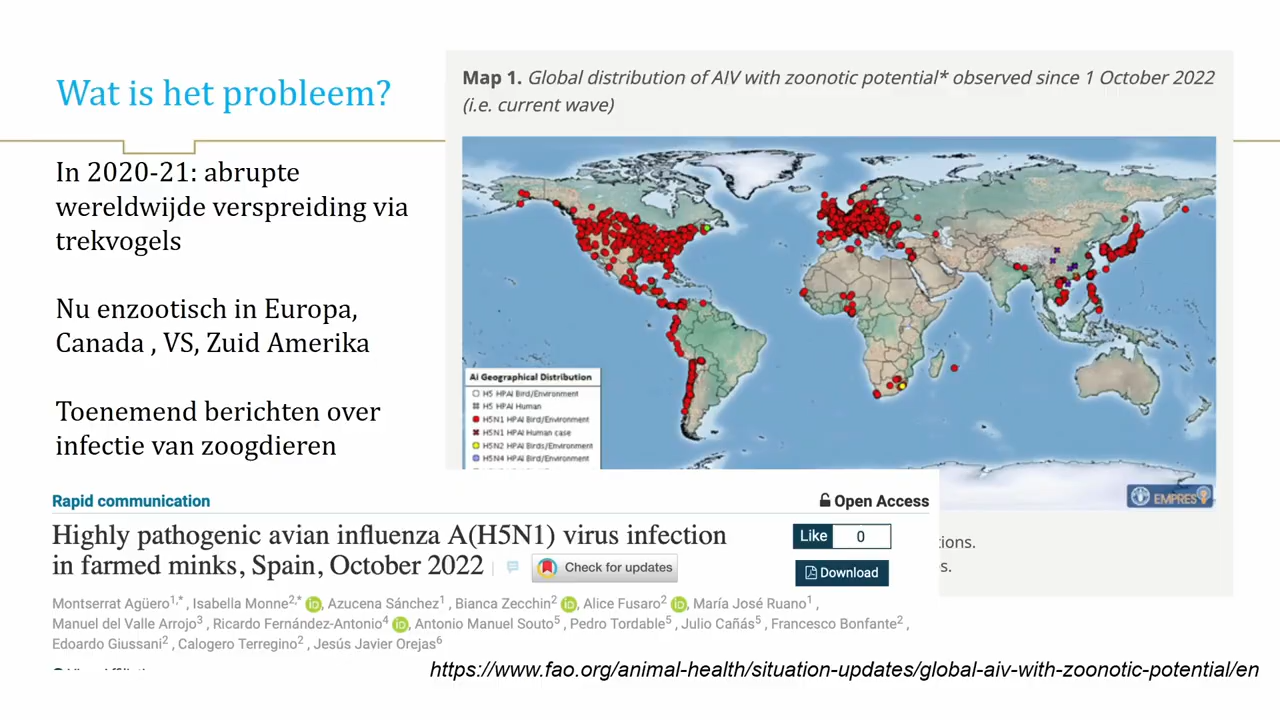 Wat is het probleem?
In 2020-21: abrupte
wereldwijde verspreiding via
trekvogels
Nu enzootisch in Europa,
Canada , VS, Zuid Amerika
Toenemend berichten over
infectie van zoogdieren
Map 1. Global distribution of AIV with zoonotic potential* observed since 1 October 2022
(i.e. current wave)
Ai Geographical Distribution
H5 HPAI Bird/Environment
H5 HPAI Human
H5N1 HPAI Bird/Environment
H5N1 HPAI Human case
H5N2 HPAI Birds/Environment
H5N4 HPAI Bird/Environment
EMPRES
tions.
s.
Rapid communication
Open Access
Highly pathogenic avian influenza A(H5N1) virus infection
in farmed minks, Spain, October 2022
Check for updates
Like 0
Download
Montserrat Agüero1,* , Isabella Monne2,* iD , Azucena Sánchez1 , Bianca Zecchin2 iD , Alice Fusaro2 iD , María José Ruano1 ,
Manuel del Valle Arrojo3 , Ricardo Fernández-Antonio4 iD , Antonio Manuel Souto5 , Pedro Tordable5 , Julio Cañás5 , Francesco Bonfante2 ,
Edoardo Giussani2 , Calogero Terregino2 , Jesús Javier Orejas6
https://www.fao.org/animal-health/situation-updates/global-aiv-with-zoonotic-potential/en